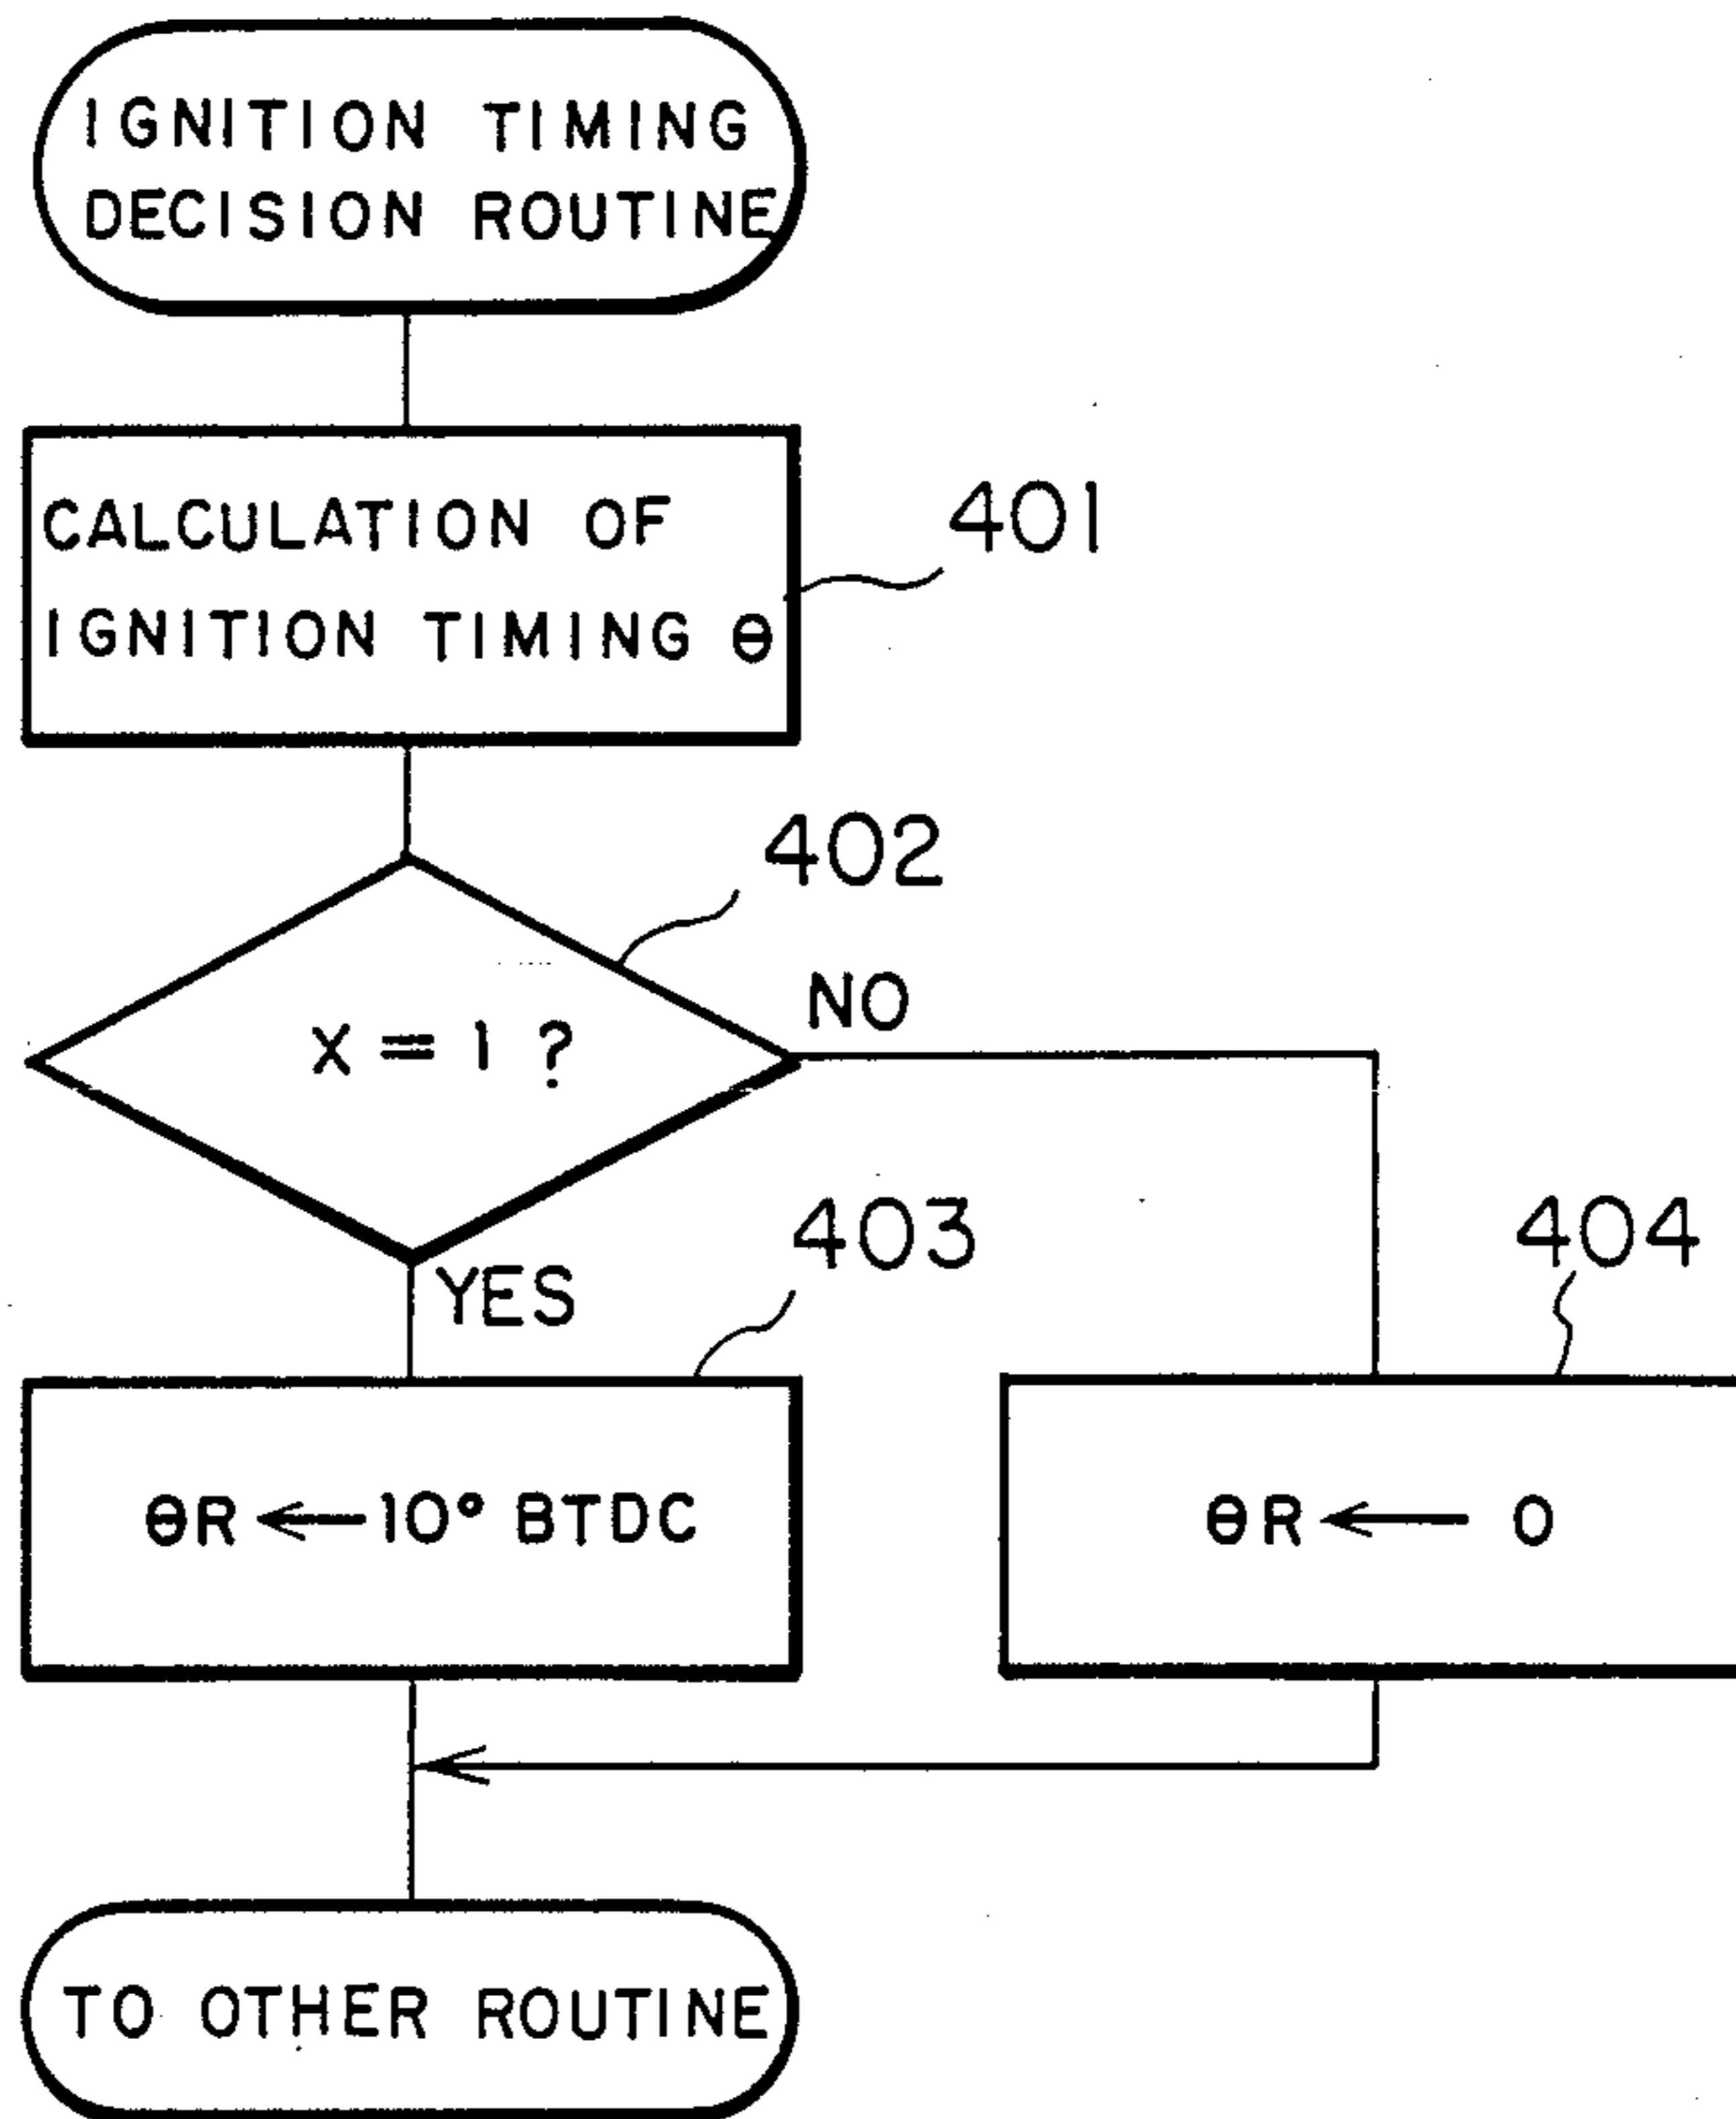 IGNITION TIMING
DECISION ROUTINE
CALCULATION OF
IGNITION TIMING θ
401
402
X = 1 ?
NO
YES
403
404
θR ← 10° BTDC
θR ← 0
TO OTHER ROUTINE